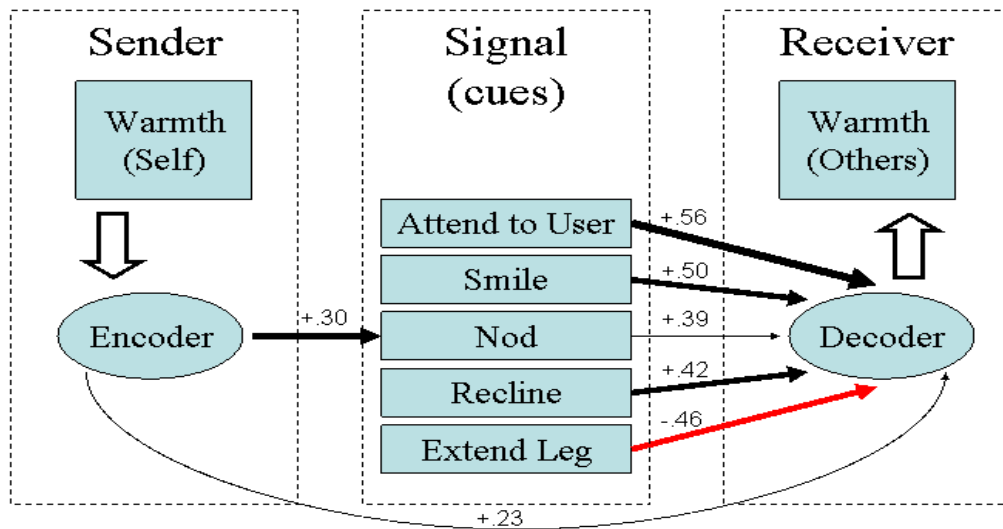 Sender
Warmth
(Self)
Encoder
+.30
Signal
(cues)
Attend to User
Smile
Nod
Recline
Extend Leg
+.56
+.50
+.39
+.42
-.46
Receiver
Warmth
(Others)
Decoder
+.23